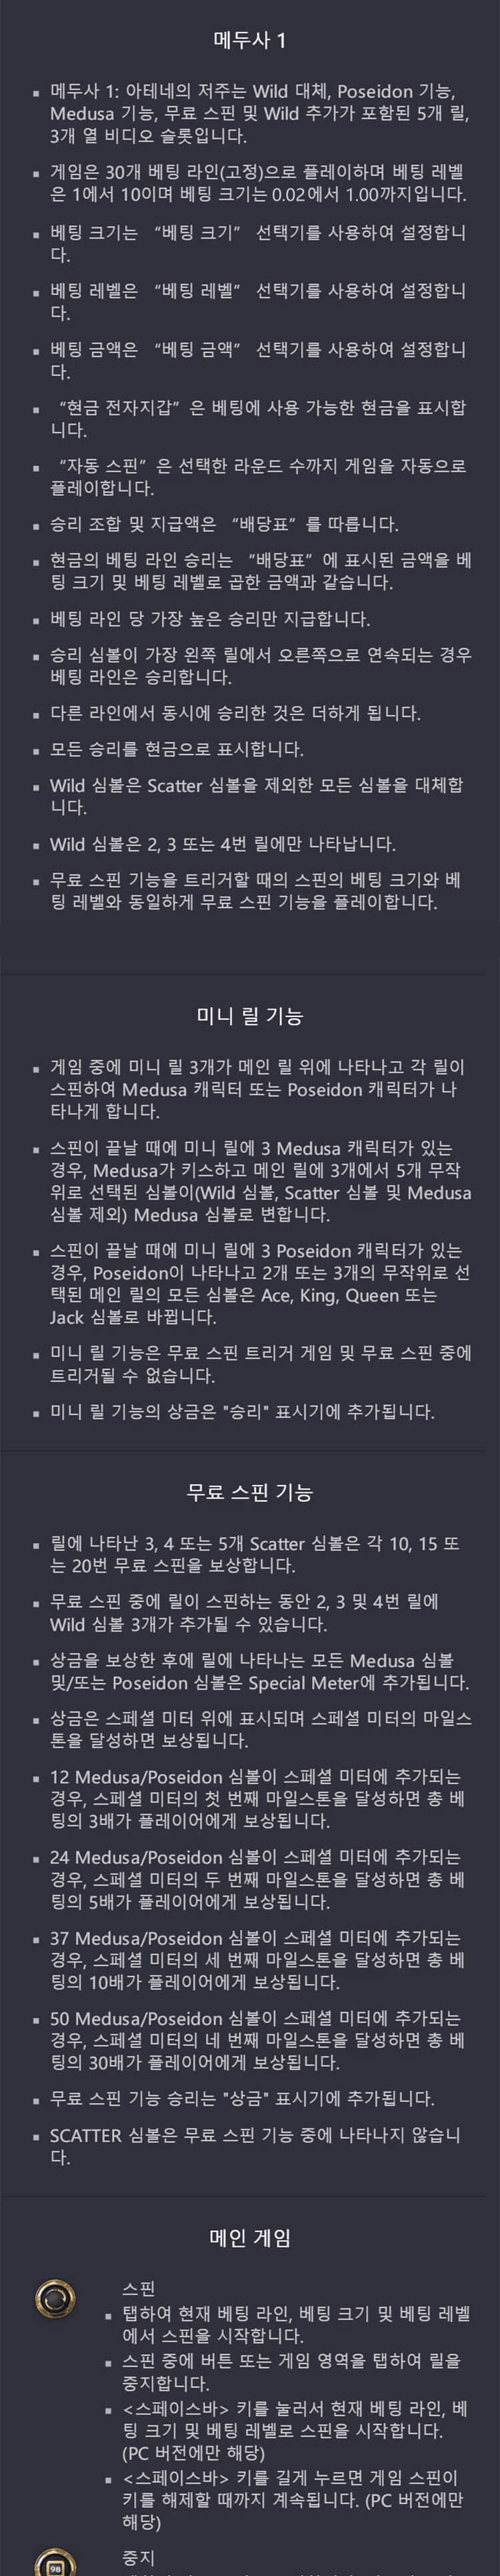 메두사 1
메두사 1: 아테네의 저주는 Wild 대체, Poseidon 기능,
Medusa 기능, 무료 스핀 및 Wild 추가가 포함된 5개 릴,
3개 열 비디오 슬롯입니다.
게임은 30개 베팅 라인(고정)으로 플레이하며 베팅 레벨
은 1에서 10이며 베팅 크기는 0.02에서 1.00까지입니다.
베팅 크기는 “베팅 크기” 선택기를 사용하여 설정합니
다.
베팅 레벨은 “베팅 레벨” 선택기를 사용하여 설정합니
다.
베팅 금액은 “베팅 금액” 선택기를 사용하여 설정합니
다.
“현금 전자지갑”은 베팅에 사용 가능한 현금을 표시합
니다.
“자동 스핀”은 선택한 라운드 수까지 게임을 자동으로
플레이합니다.
승리 조합 및 지급액은 “배당표”를 따릅니다.
현금의 베팅 라인 승리는 “배당표”에 표시된 금액을 베
팅 크기 및 베팅 레벨로 곱한 금액과 같습니다.
베팅 라인 당 가장 높은 승리만 지급합니다.
승리 심볼이 가장 왼쪽 릴에서 오른쪽으로 연속되는 경우
베팅 라인은 승리합니다.
다른 라인에서 동시에 승리한 것은 더하게 됩니다.
모든 승리를 현금으로 표시합니다.
Wild 심볼은 Scatter 심볼을 제외한 모든 심볼을 대체합
니다.
Wild 심볼은 2, 3 또는 4번 릴에만 나타납니다.
무료 스핀 기능을 트리거할 때의 스핀의 베팅 크기와 베
팅 레벨와 동일하게 무료 스핀 기능을 플레이합니다.
미니 릴 기능
게임 중에 미니 릴 3개가 메인 릴 위에 나타나고 각 릴이
스핀하여 Medusa 캐릭터 또는 Poseidon 캐릭터가 나
타나게 합니다.
스핀이 끝날 때에 미니 릴에 3 Medusa 캐릭터가 있는
경우, Medusa가 키스하고 메인 릴에 3개에서 5개 무작
위로 선택된 심볼이(Wild 심볼, Scatter 심볼 및 Medusa
심볼 제외) Medusa 심볼로 변합니다.
스핀이 끝날 때에 미니 릴에 3 Poseidon 캐릭터가 있는
경우, Poseidon이 나타나고 2개 또는 3개의 무작위로 선
택된 메인 릴의 모든 심볼은 Ace, King, Queen 또는
Jack 심볼로 바뀝니다.
미니 릴 기능은 무료 스핀 트리거 게임 및 무료 스핀 중에
트리거될 수 없습니다.
미니 릴 기능의 상금은 "승리" 표시기에 추가됩니다.
무료 스핀 기능
릴에 나타난 3, 4 또는 5개 Scatter 심볼은 각 10, 15 또
는 20번 무료 스핀을 보상합니다.
무료 스핀 중에 릴이 스핀하는 동안 2, 3 및 4번 릴에
Wild 심볼 3개가 추가될 수 있습니다.
상금을 보상한 후에 릴에 나타나는 모든 Medusa 심볼
및/또는 Poseidon 심볼은 Special Meter에 추가됩니다.
상금은 스페셜 미터 위에 표시되며 스페셜 미터의 마일스
톤을 달성하면 보상됩니다.
12 Medusa/Poseidon 심볼이 스페셜 미터에 추가되는
경우, 스페셜 미터의 첫 번째 마일스톤을 달성하면 총 베
팅의 3배가 플레이어에게 보상됩니다.
24 Medusa/Poseidon 심볼이 스페셜 미터에 추가되는
경우, 스페셜 미터의 두 번째 마일스톤을 달성하면 총 베
팅의 5배가 플레이어에게 보상됩니다.
37 Medusa/Poseidon 심볼이 스페셜 미터에 추가되는
경우, 스페셜 미터의 세 번째 마일스톤을 달성하면 총 베
팅의 10배가 플레이어에게 보상됩니다.
50 Medusa/Poseidon 심볼이 스페셜 미터에 추가되는
경우, 스페셜 미터의 네 번째 마일스톤을 달성하면 총 베
팅의 30배가 플레이어에게 보상됩니다.
무료 스핀 기능 승리는 "상금" 표시기에 추가됩니다.
SCATTER 심볼은 무료 스핀 기능 중에 나타나지 않습니
다.
메인 게임
스핀
탭하여 현재 베팅 라인, 베팅 크기 및 베팅 레벨
에서 스핀을 시작합니다.
스핀 중에 버튼 또는 게임 영역을 탭하여 릴을
중지합니다.
<스페이스바> 키를 눌러서 현재 베팅 라인, 베
팅 크기 및 베팅 레벨로 스핀을 시작합니다.
(PC 버전에만 해당)
<스페이스바> 키를 길게 누르면 게임 스핀이
키를 해제할 때까지 계속됩니다. (PC 버전에만
해당)
중지
98